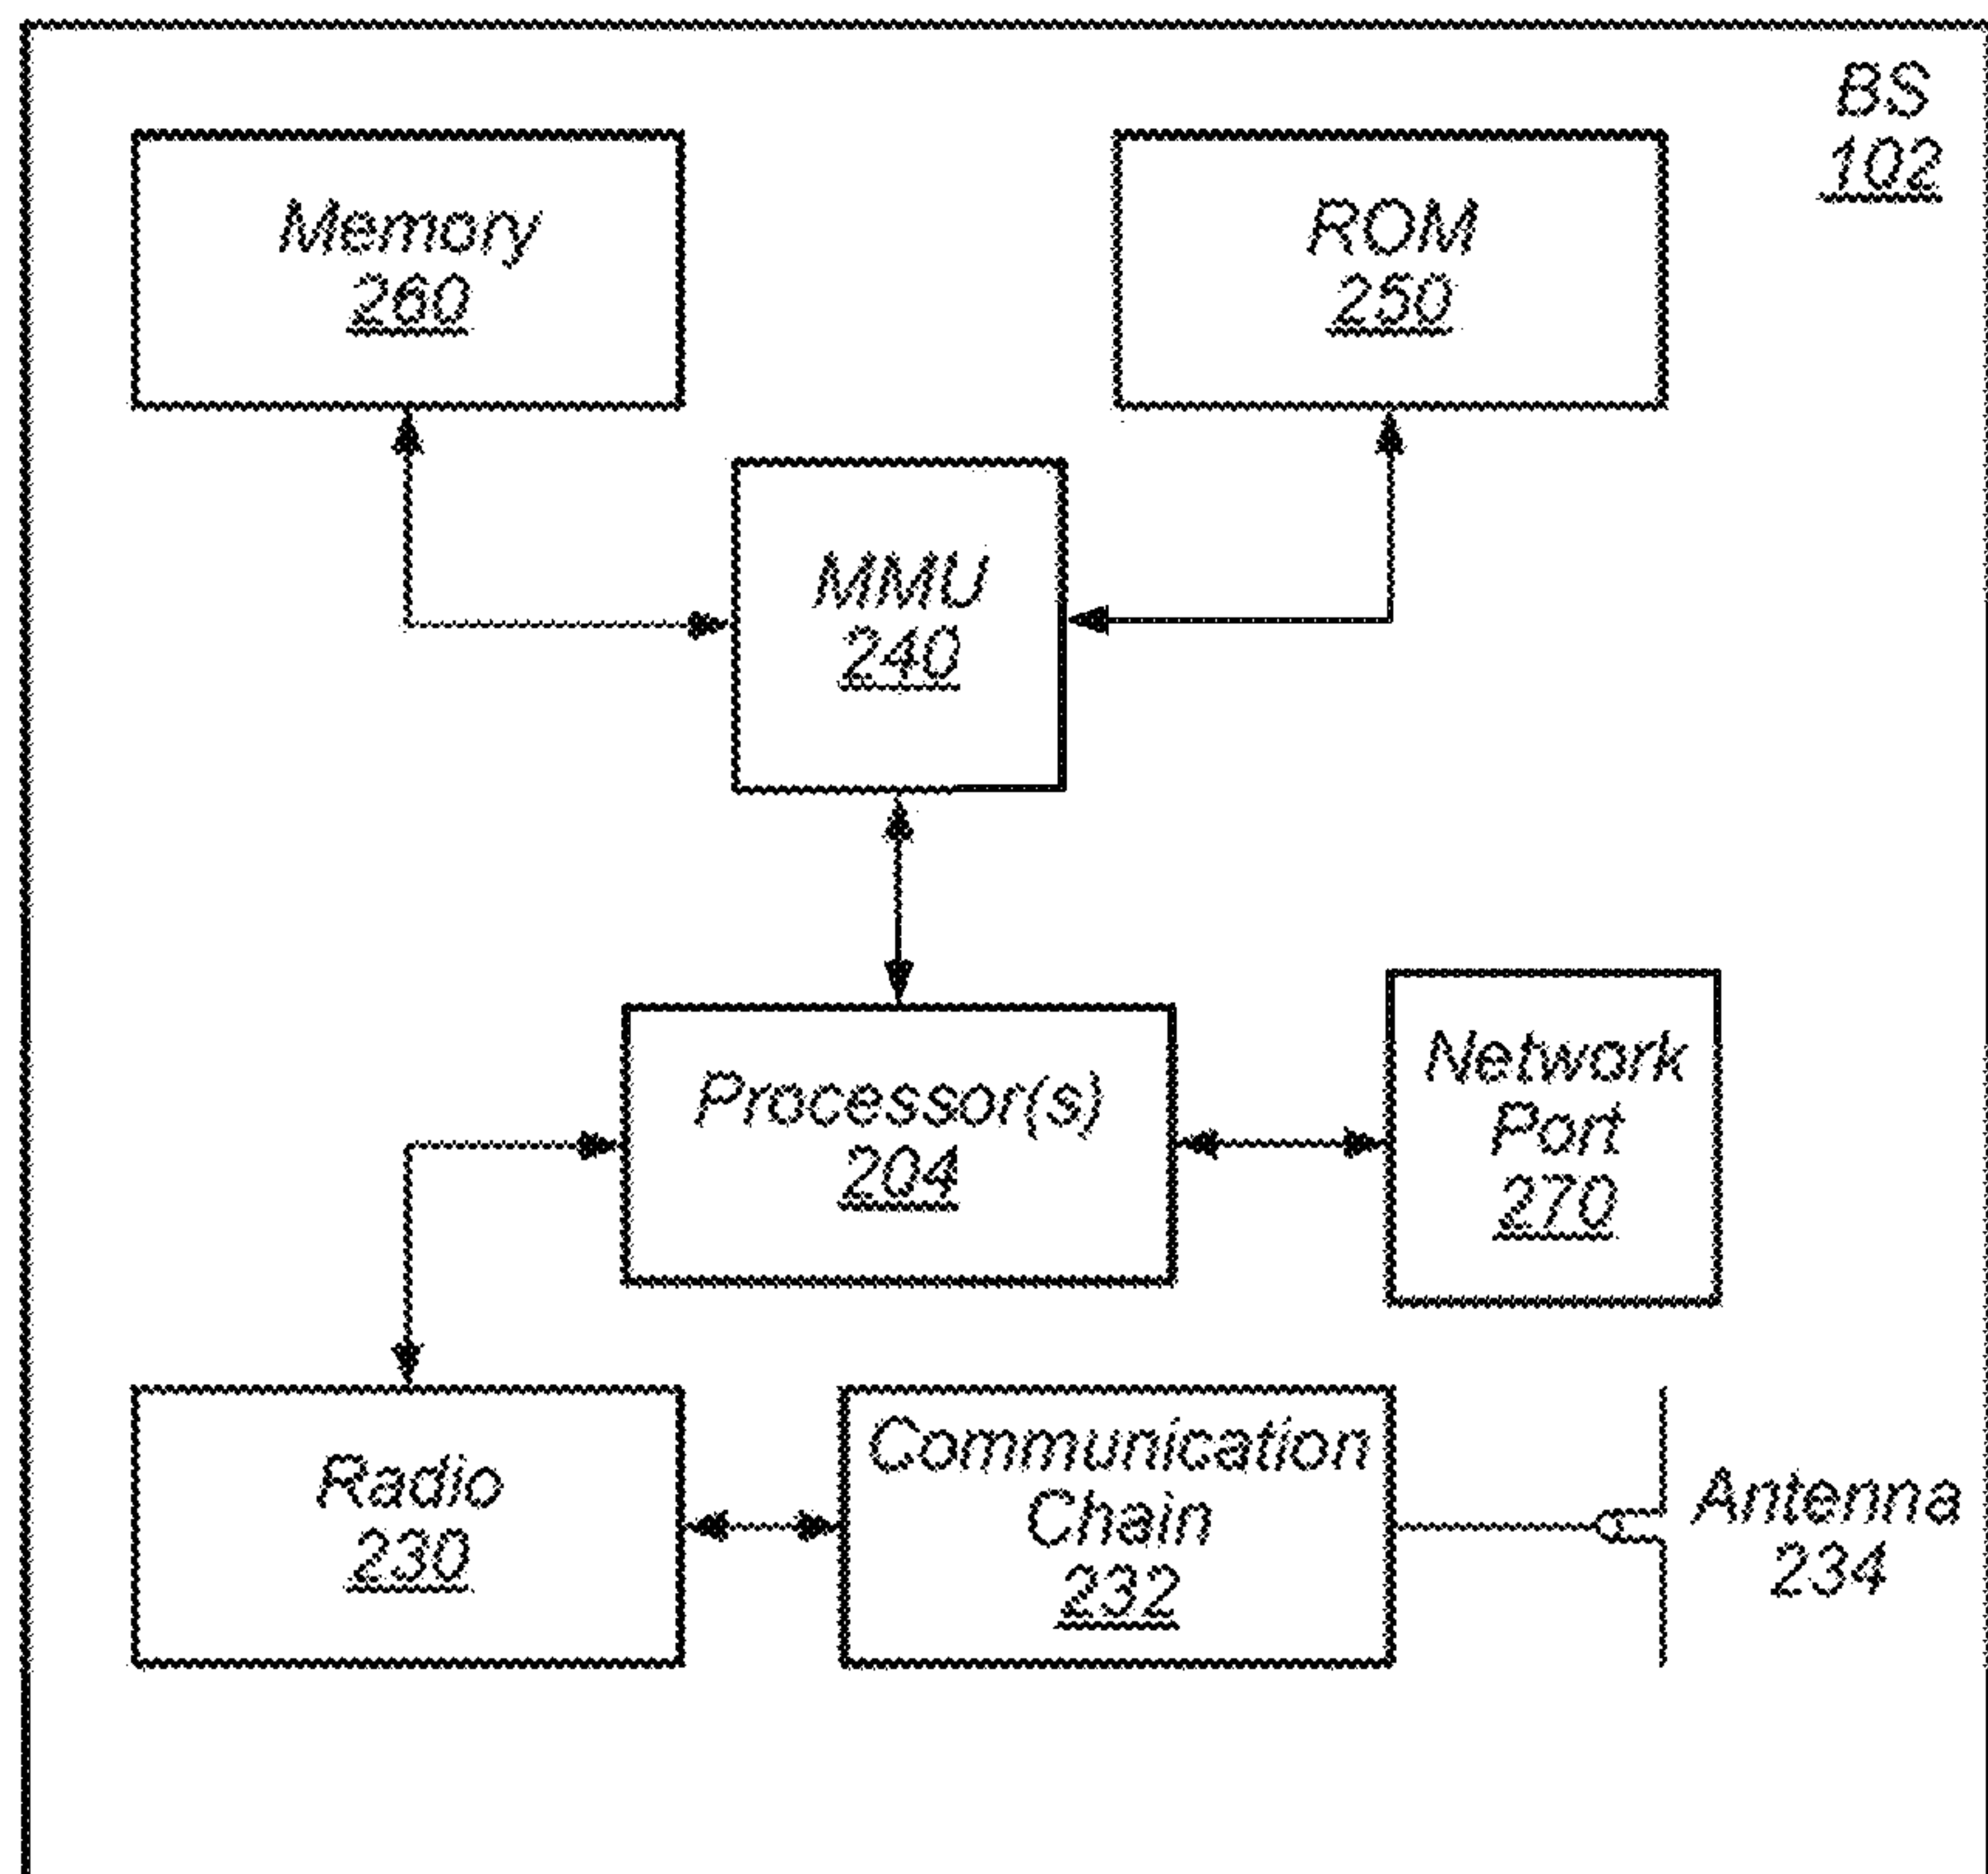 BS
102
Memory
260
ROM
250
MMU
240
Processor(s)
204
Network
Port
270
Radio
230
Communication
Chain
232
Antenna
234